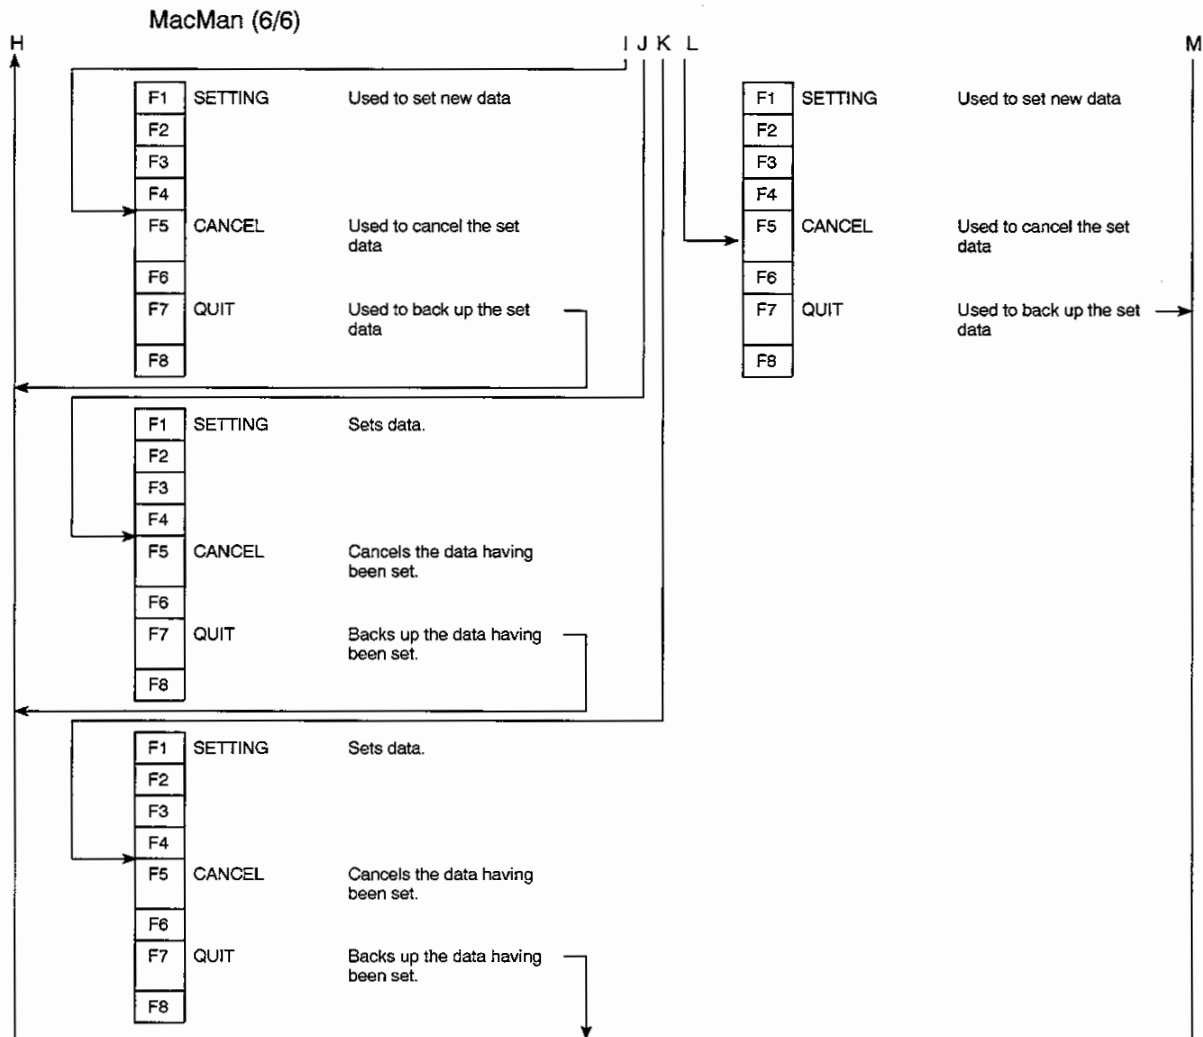 MacMan (6/6)
H I J K L M
F1 SETTING Used to set new data
F2
F3
F4
F5 CANCEL Used to cancel the set
data
F6
F7 QUIT Used to back up the set
data
F8
F1 SETTING Used to set new data
F2
F3
F4
F5 CANCEL Used to cancel the set
data
F6
F7 QUIT Used to back up the set
data
F8
F1 SETTING Sets data.
F2
F3
F4
F5 CANCEL Cancels the data having
been set.
F6
F7 QUIT Backs up the data having
been set.
F8
F1 SETTING Sets data.
F2
F3
F4
F5 CANCEL Cancels the data having
been set.
F6
F7 QUIT Backs up the data having
been set.
F8